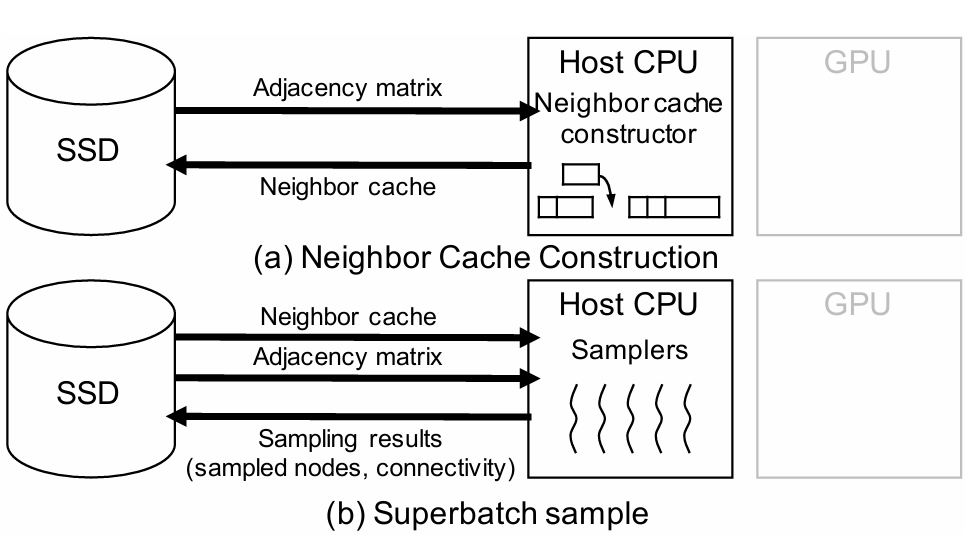 Host CPU
GPU
Adjacency matrix
Neighbor cache
constructor
SSD
Neighbor cache
(a) Neighbor Cache Construction
Host CPU
GPU
Neighbor cache
Samplers
Adjacency matrix
SSD
Sampling results
(sampled nodes, connectivity)
(b) Superbatch sample